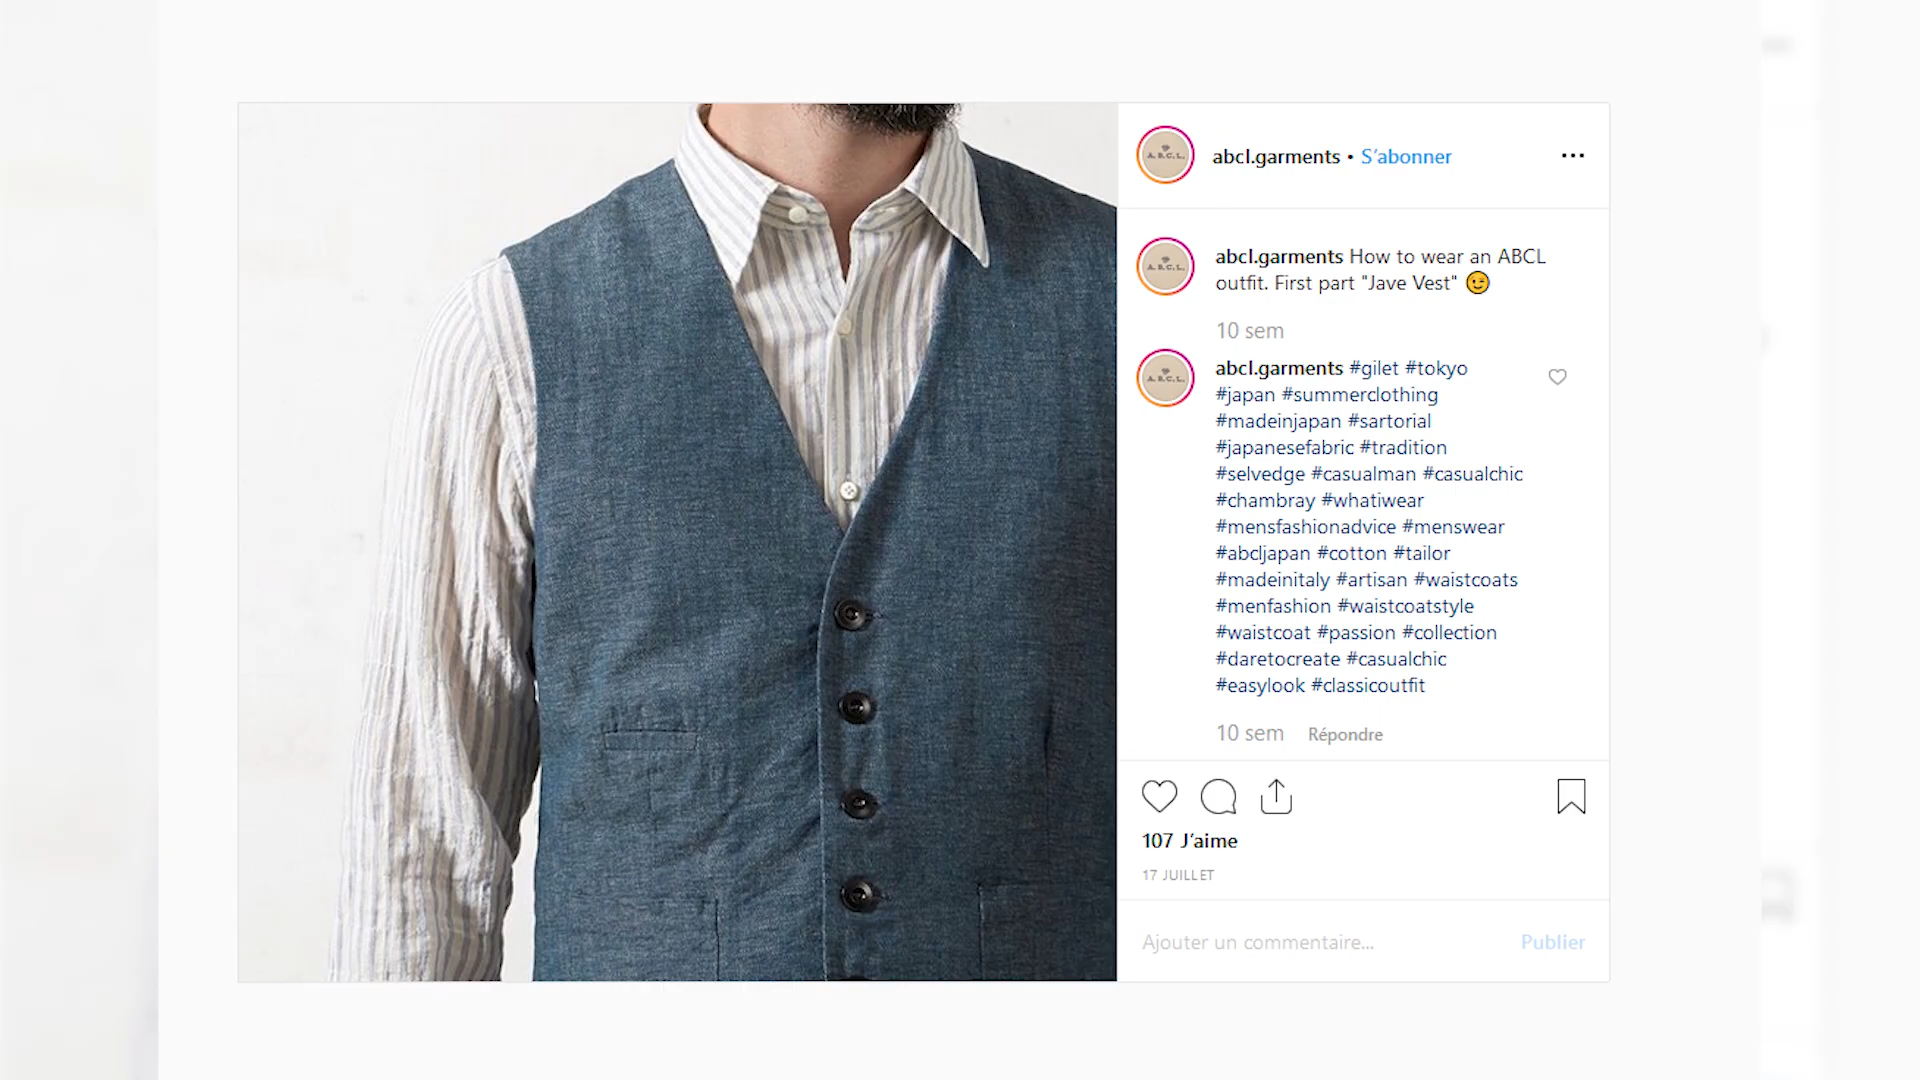 A. B.C. L.
abcl.garments • S'abonner
A. B.C. L.
abcl.garments How to wear an ABCL
outfit. First part "Jave Vest" 😉
10 sem
A. B.C. L.
abcl.garments #gilet #tokyo
#japan #summerclothing
#madeinjapan #sartorial
#japanesefabric #tradition
#selvedge #casualman #casualchic
#chambray #whatiwear
#mensfashionadvice #menswear
#abcljapan #cotton #tailor
#madeinitaly #artisan #waistcoats
#menfashion #waistcoatstyle
#waistcoat #passion #collection
#daretocreate #casualchic
#easylook #classicoutfit
10 sem Répondre
107 J'aime
17 JUILLET
Ajouter un commentaire... Publier